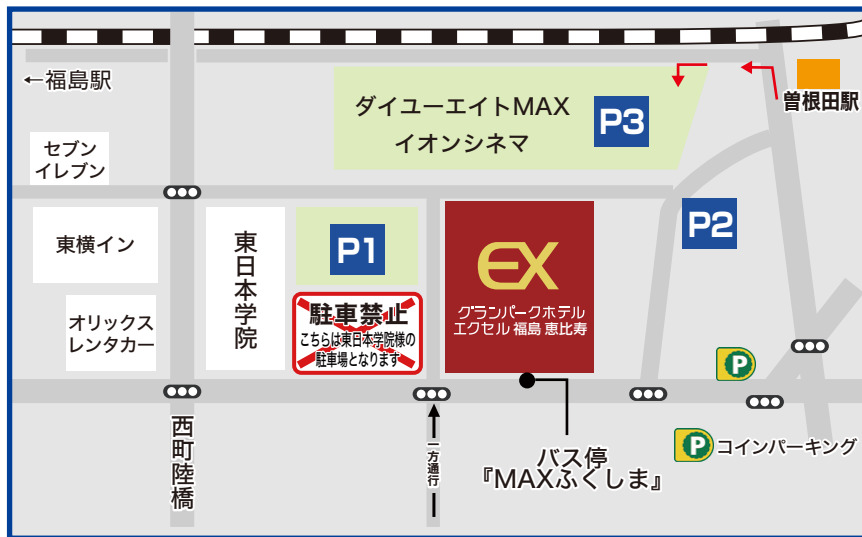 ←福島駅
曽根田駅
ダイユーエイトMAX
イオンシネマ
P3
セブン
イレブン
東横イン
オリックス
レンタカー
東日本学院
P1
駐車禁止
こちらは東日本学院様の
駐車場となります
EX
グランパークホテル
エクセル 福島 恵比寿
P2
P
P
コインパーキング
西町陸橋
一方通行
バス停
『MAXふくしま』